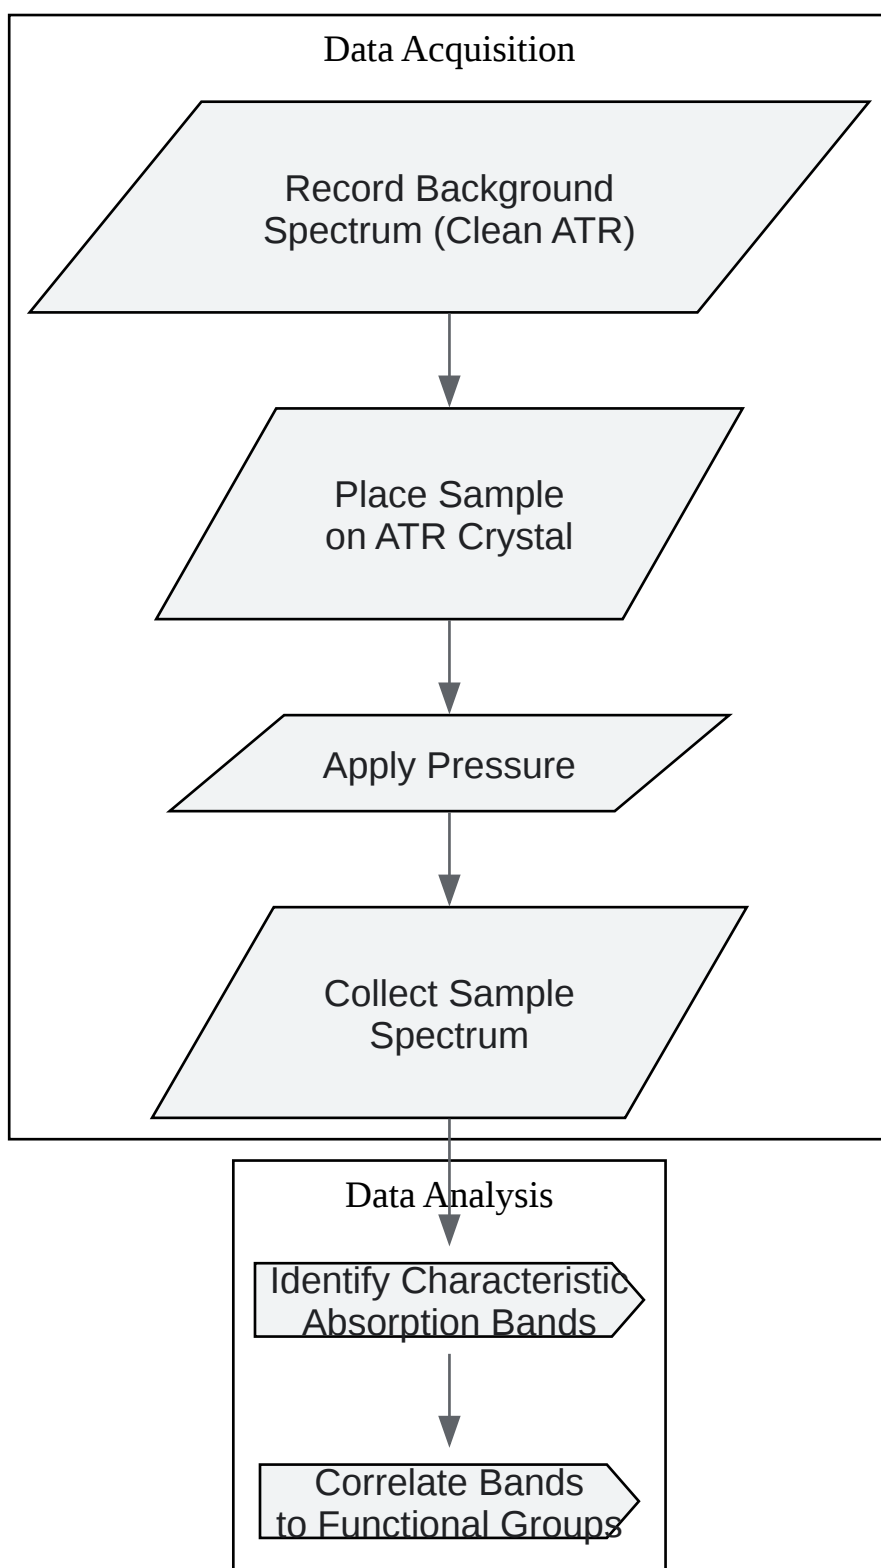 Data Acquisition
Record Background
Spectrum (Clean ATR)
Place Sample
on ATR Crystal
Apply Pressure
Collect Sample
Spectrum
Data Analysis
Identify Characteristic
Absorption Bands
Correlate Bands
to Functional Groups